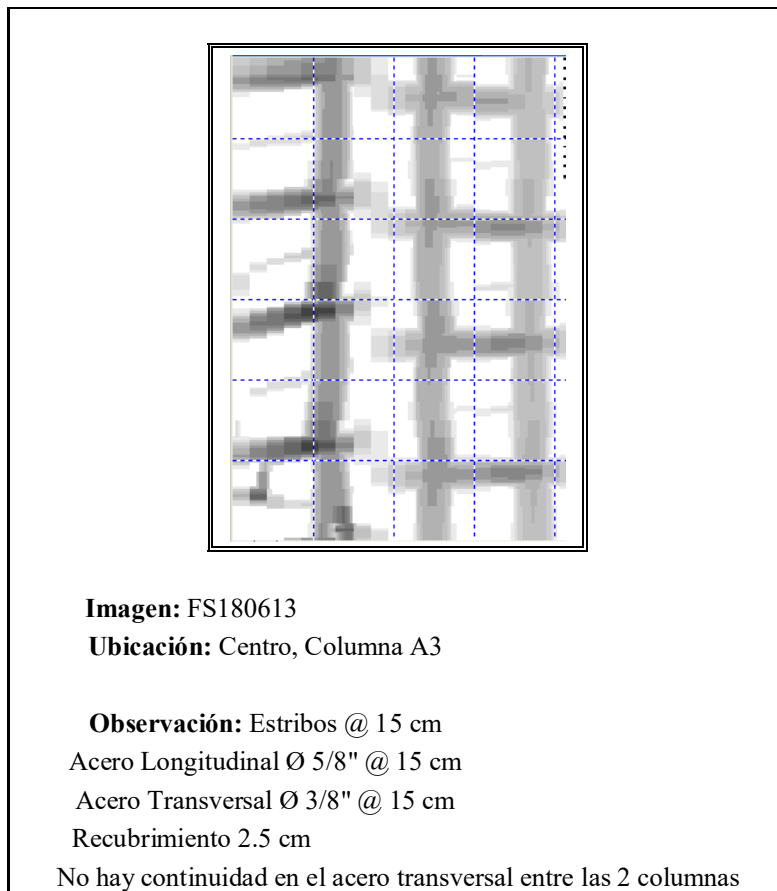 Imagen: FS180613
Ubicación: Centro, Columna A3
Observación: Estribos @ 15 cm
Acero Longitudinal Ø 5/8" @ 15 cm
Acero Transversal Ø 3/8" @ 15 cm
Recubrimiento 2.5 cm
No hay continuidad en el acero transversal entre las 2 columnas